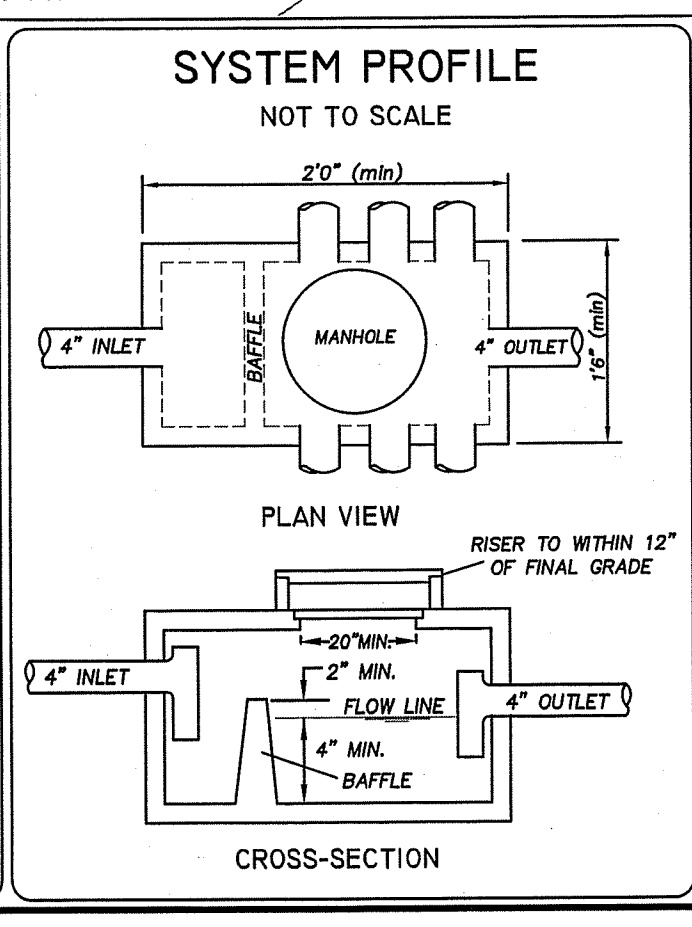 SYSTEM PROFILE
NOT TO SCALE
2'0" (min)
4" INLET
BAFFLE
MANHOLE
4" OUTLET
1'6" (min)
PLAN VIEW
RISER TO WITHIN 12"
OF FINAL GRADE
20"MIN.
4" INLET
2" MIN.
FLOW LINE
4" OUTLET
4" MIN.
BAFFLE
CROSS-SECTION